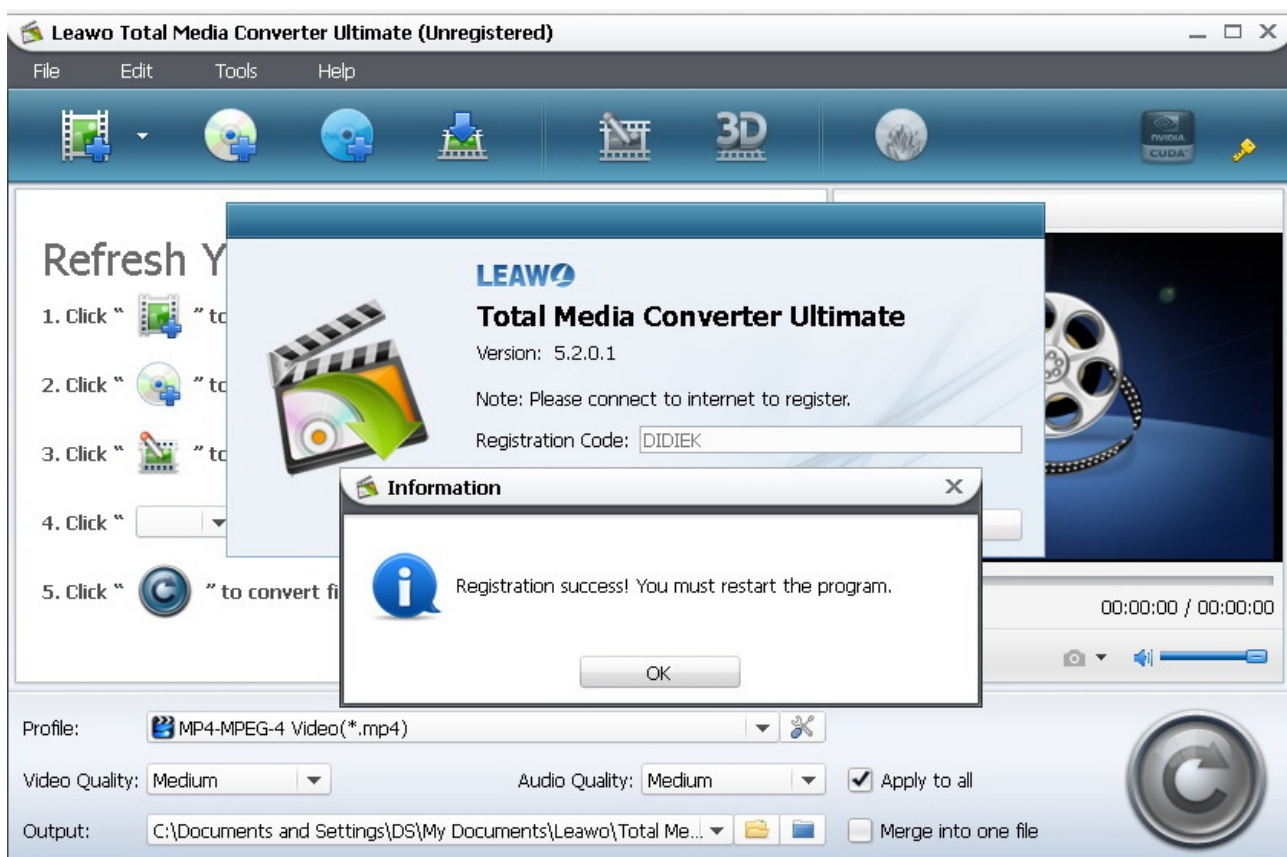 Leawo Total Media Converter Ultimate (Unregistered)
File Edit Tools Help
3D
NVIDIA.
CUDA
Refresh Y
LEAWO
Total Media Converter Ultimate
Version: 5.2.0.1
Note: Please connect to internet to register.
Registration Code: DIDIEK
1. Click " " to
2. Click " " to
3. Click " " to
4. Click "
5. Click " " to convert fi
Information
Registration success! You must restart the program.
OK
00:00:00 / 00:00:00
Profile: MP4-MPEG-4 Video(*.mp4)
Video Quality: Medium Audio Quality: Medium Apply to all
Output: C:\Documents and Settings\DS\My Documents\Leawo\Total Me... Merge into one file